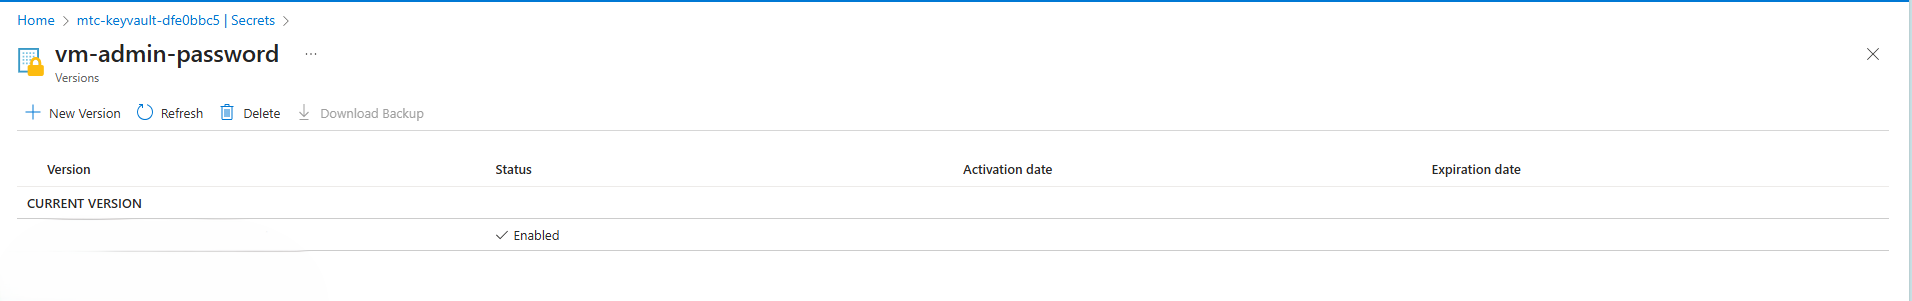 Home > mtc-keyvault-dfe0bbc5 | Secrets >
vm-admin-password ...
Versions
+ New Version Refresh Delete Download Backup
Version Status Activation date Expiration date
CURRENT VERSION
✓ Enabled